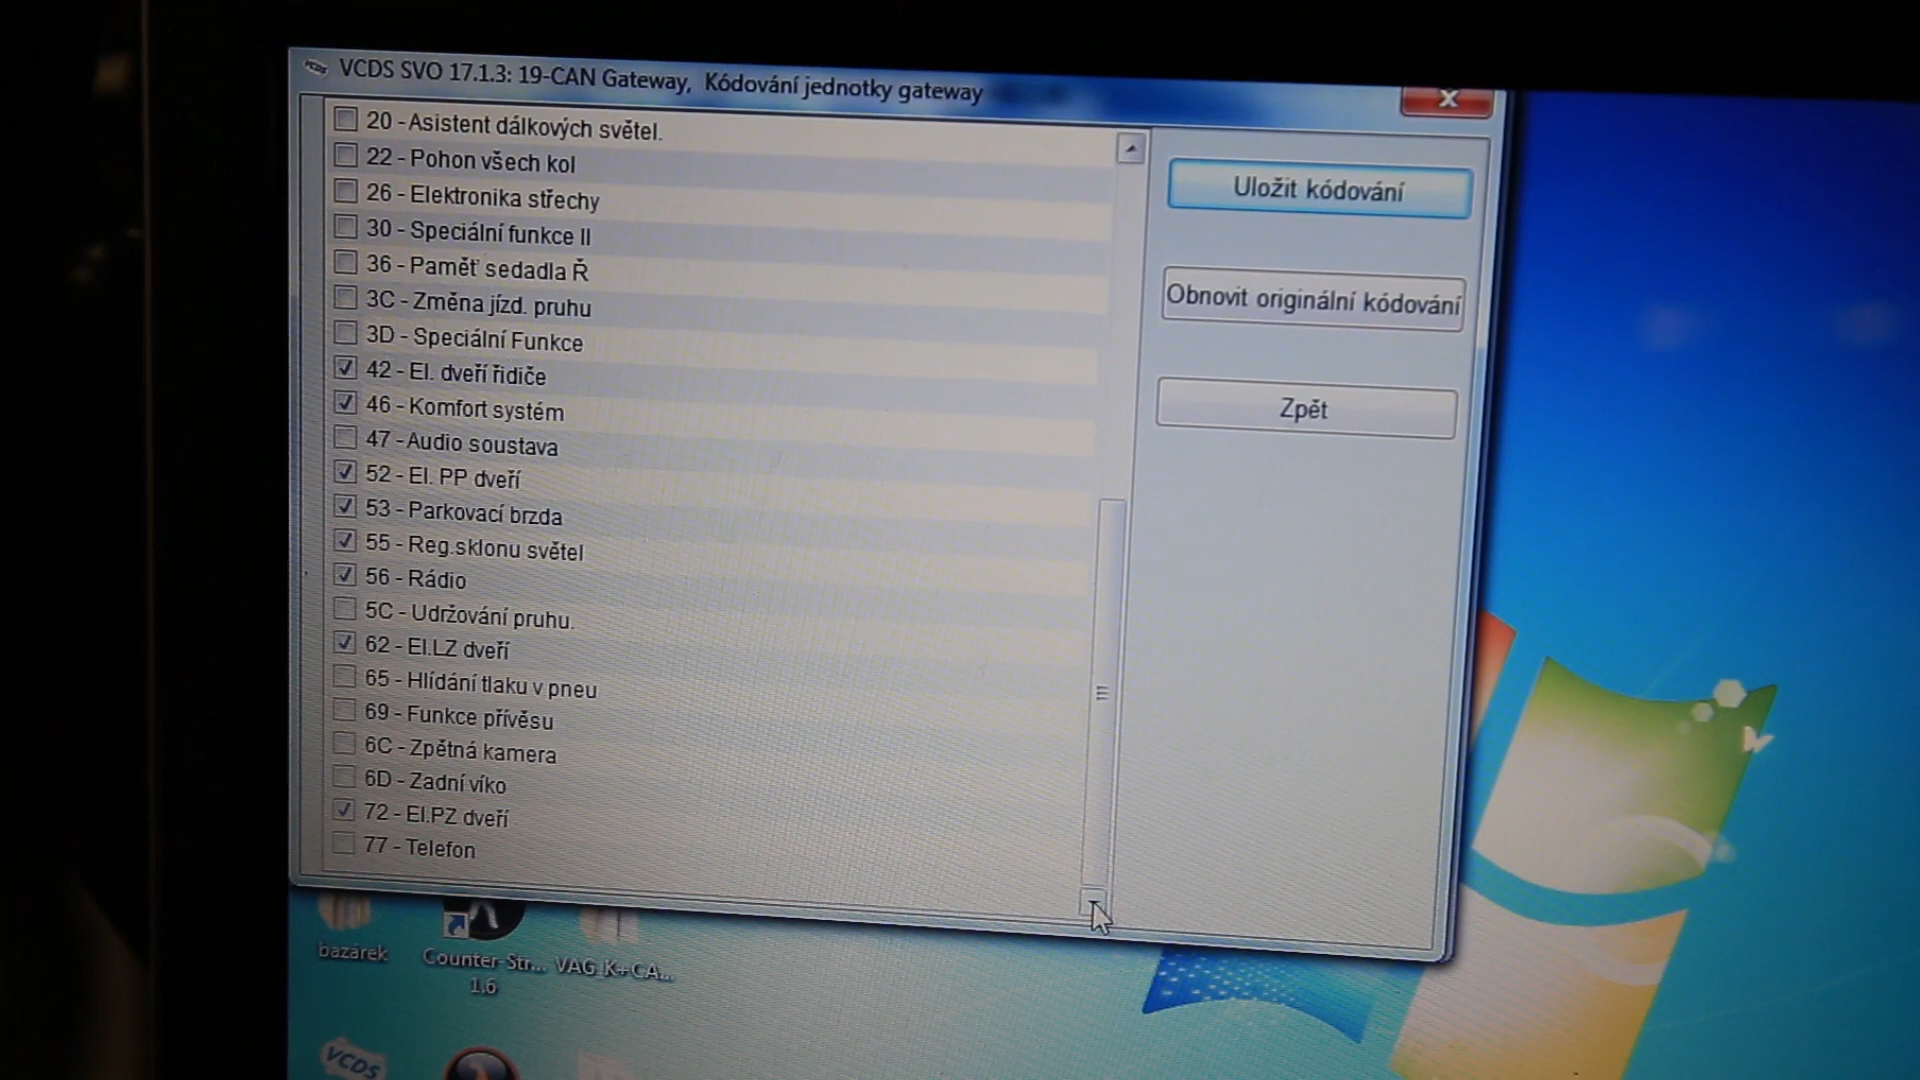 VCDS SVO 17.1.3: 19-CAN Gateway, Kódování jednotky gateway
20 - Asistent dálkových světel.
22 - Pohon všech kol
26 - Elektronika střechy
30 - Speciální funkce II
36 - Paměť sedadla Ř
3C - Změna jízd. pruhu
3D - Speciální Funkce
42 - El. dveří řidiče
46 - Komfort systém
47 - Audio soustava
52 - El. PP dveří
53 - Parkovací brzda
55 - Reg.sklonu světel
56 - Rádio
5C - Udržování pruhu.
62 - El.LZ dveří
65 - Hlídání tlaku v pneu
69 - Funkce přívěsu
6C - Zpětná kamera
6D - Zadní víko
72 - El.PZ dveří
77 - Telefon
Uložit kódování
Obnovit originální kódování
Zpět
bazárek
Counter-Str...
1.6
VAG_K+CA...
VCDS